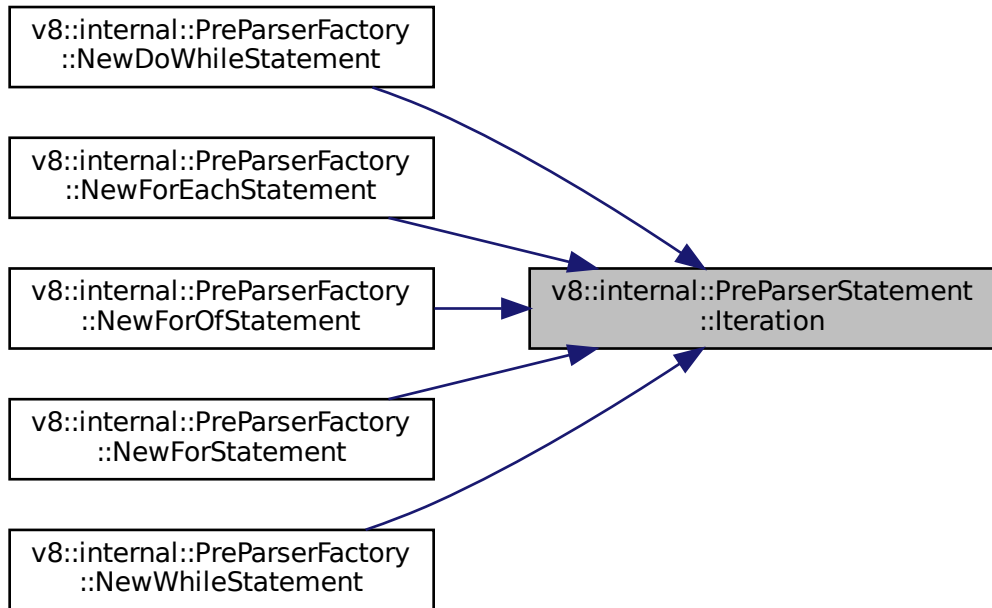 v8::internal::PreParserFactory
::NewDoWhileStatement
v8::internal::PreParserFactory
::NewForEachStatement
v8::internal::PreParserFactory
::NewForOfStatement
v8::internal::PreParserStatement
::Iteration
v8::internal::PreParserFactory
::NewForStatement
v8::internal::PreParserFactory
::NewWhileStatement